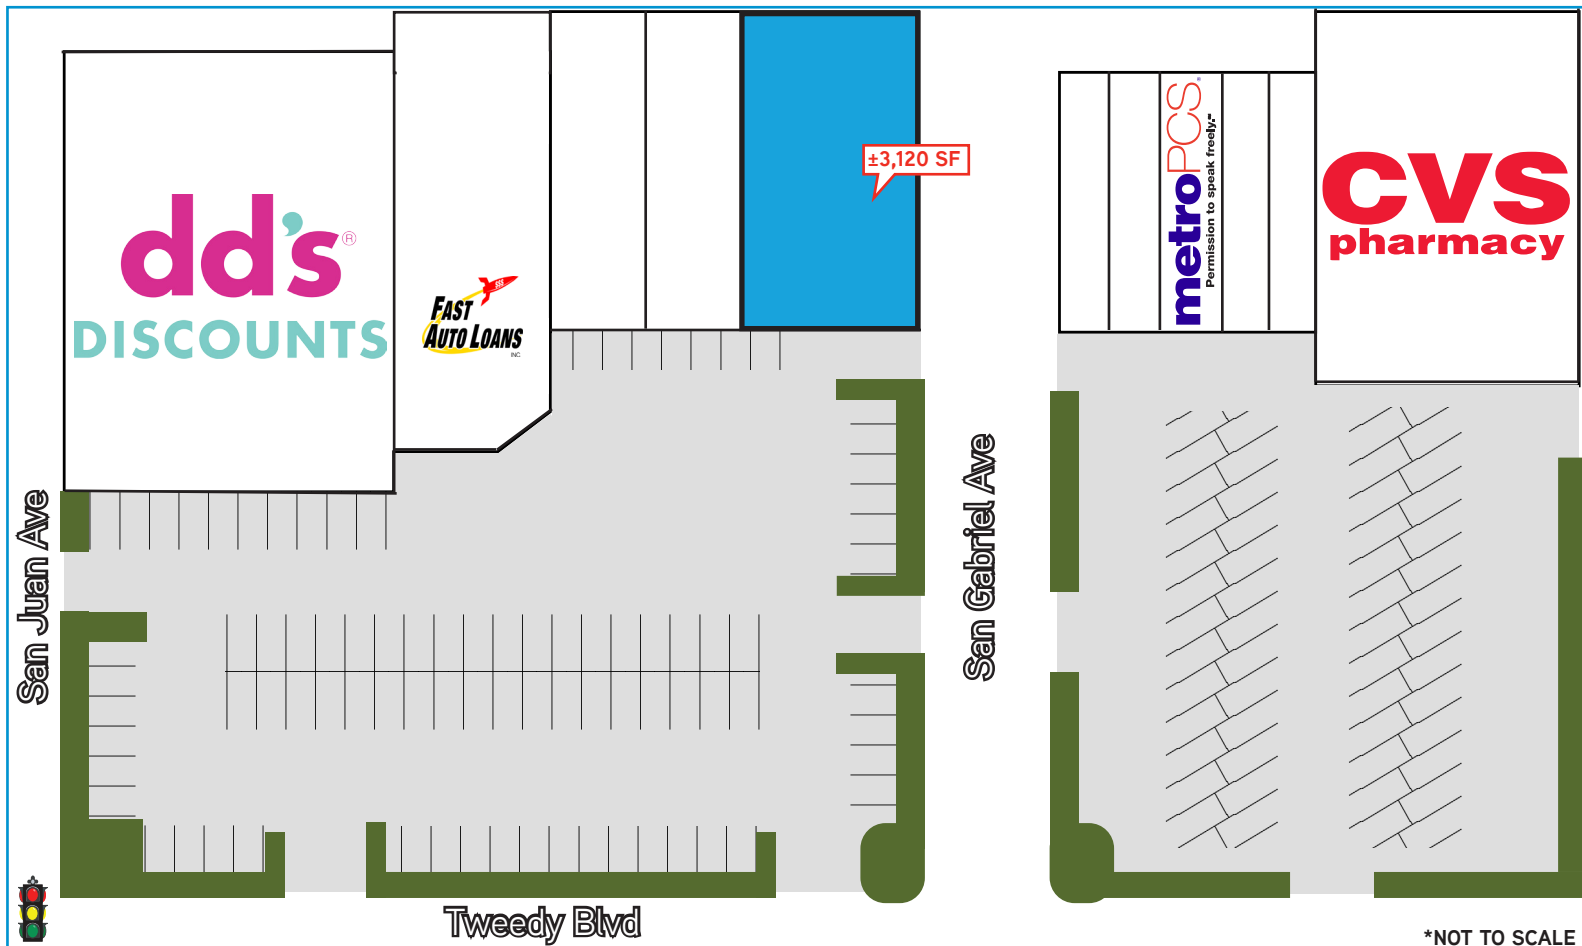 ±3,120 SF
dd's®
DISCOUNTS
FAST
AUTO LOANS
INC.
metroPCS.
Permission to speak freely.℠
CVS
pharmacy
San Juan Ave
San Gabriel Ave
Tweedy Blvd
*NOT TO SCALE